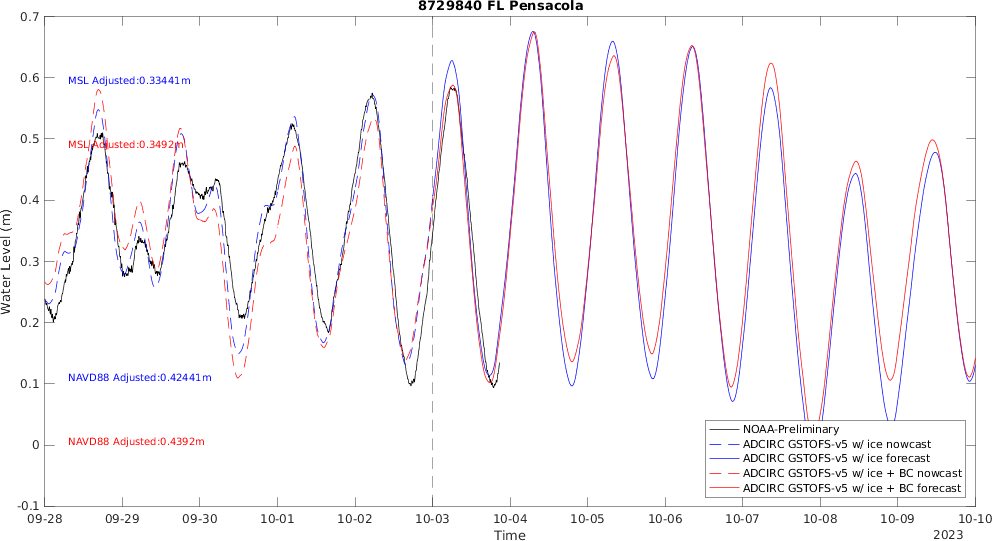 8729840 FL Pensacola
0.7
0.6
0.5
0.4
0.3
0.2
0.1
0
-0.1
Water Level (m)
MSL Adjusted:0.33441m
MSL Adjusted:0.3492m
NAVD88 Adjusted:0.42441m
NAVD88 Adjusted:0.4392m
NOAA-Preliminary
ADCIRC GSTOFS-v5 w/ ice nowcast
ADCIRC GSTOFS-v5 w/ ice forecast
ADCIRC GSTOFS-v5 w/ ice + BC nowcast
ADCIRC GSTOFS-v5 w/ ice + BC forecast
09-28 09-29 09-30 10-01 10-02 10-03 10-04 10-05 10-06 10-07 10-08 10-09 10-10
Time
2023